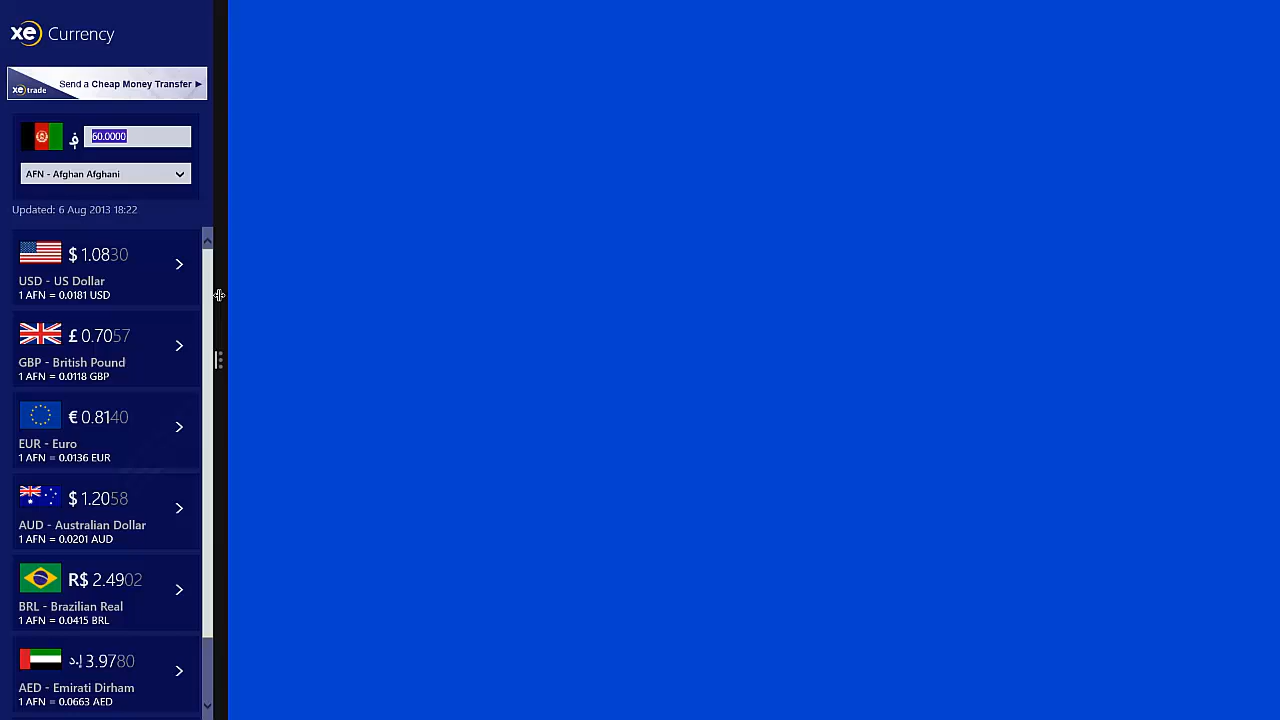 xe Currency
xe trade Send a Cheap Money Transfer ►
؋ 60.0000
AFN - Afghan Afghani
Updated: 6 Aug 2013 18:22
$ 1.0830
USD - US Dollar
1 AFN = 0.0181 USD
£ 0.7057
GBP - British Pound
1 AFN = 0.0118 GBP
€ 0.8140
EUR - Euro
1 AFN = 0.0136 EUR
$ 1.2058
AUD - Australian Dollar
1 AFN = 0.0201 AUD
R$ 2.4902
BRL - Brazilian Real
1 AFN = 0.0415 BRL
د.إ 3.9780
AED - Emirati Dirham
1 AFN = 0.0663 AED